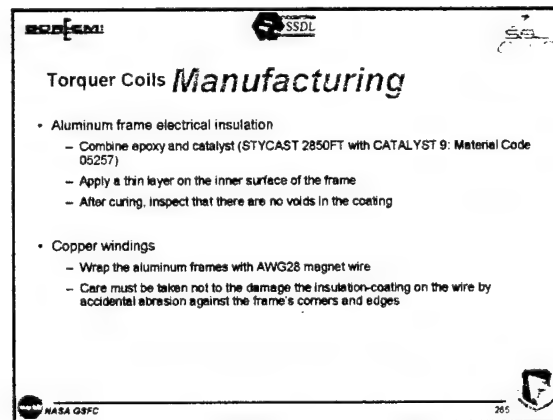 SSDL
Torquer Coils Manufacturing
• Aluminum frame electrical insulation
– Combine epoxy and catalyst (STYCAST 2850FT with CATALYST 9: Material Code
05257)
– Apply a thin layer on the inner surface of the frame
– After curing, inspect that there are no voids in the coating
• Copper windings
– Wrap the aluminum frames with AWG28 magnet wire
– Care must be taken not to the damage the insulation-coating on the wire by
accidental abrasion against the frame's corners and edges
NASA GSFC
265